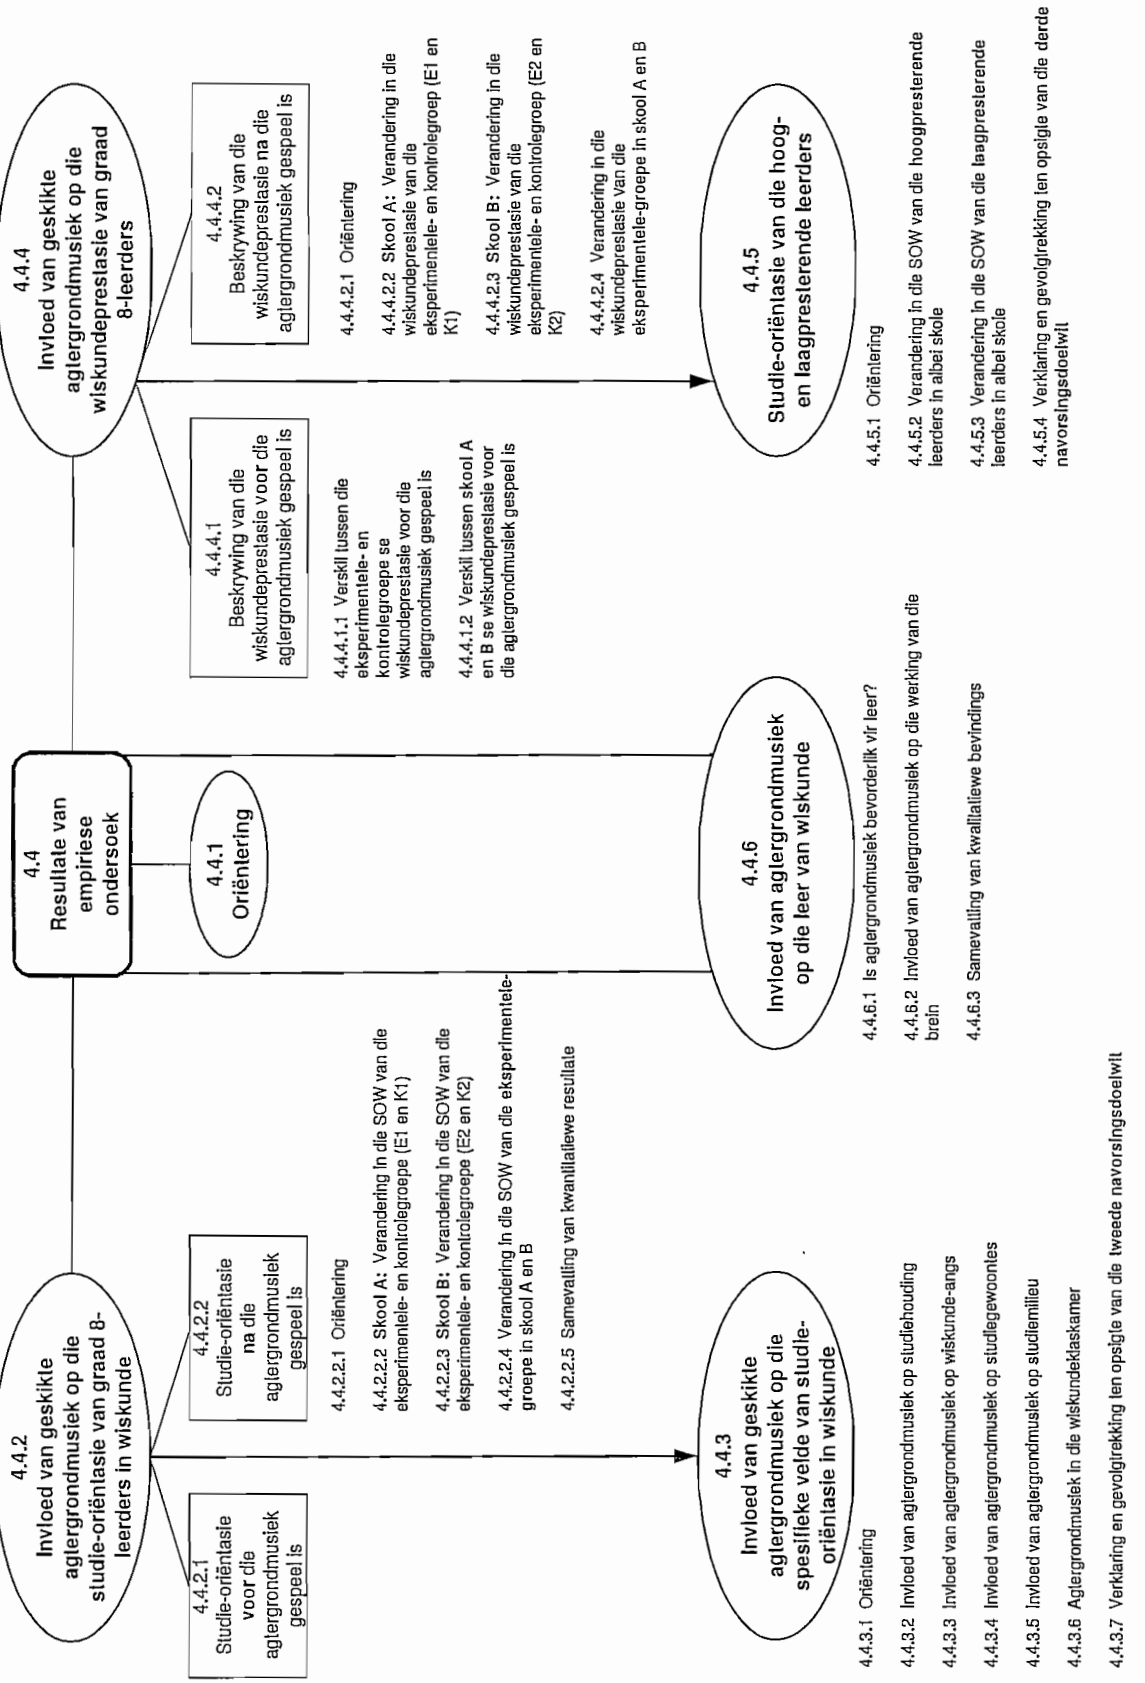 4.4
Resultate van
empiriese
ondersoek
4.4.1
Oriëntering
4.4.2
Invloed van geskikte
agtergrondmusiek op die
studie-oriëntasie van graad 8-
leerders in wiskunde
4.4.2.1
Studie-oriëntasie
voor die
agtergrondmusiek
gespeel is
4.4.2.2
Studie-oriëntasie
na die
agtergrondmusiek
gespeel is
4.4.2.2.1 Oriëntering
4.4.2.2.2 Skool A: Verandering in die SOW van die
eksperimentele- en kontrolegroepe (E1 en K1)
4.4.2.2.3 Skool B: Verandering in die SOW van die
eksperimentele- en kontrolegroepe (E2 en K2)
4.4.2.2.4 Verandering in die SOW van die eksperimentele-
groepe in skool A en B
4.4.2.2.5 Samevatting van kwantitatiewe resultate
4.4.3
Invloed van geskikte
agtergrondmusiek op die
spesifieke velde van studie-
oriëntasie in wiskunde
4.4.3.1 Oriëntering
4.4.3.2 Invloed van agtergrondmusiek op studiehouding
4.4.3.3 Invloed van agtergrondmusiek op wiskunde-angs
4.4.3.4 Invloed van agtergrondmusiek op studiegewoontes
4.4.3.5 Invloed van agtergrondmusiek op studiemilieu
4.4.3.6 Agtergrondmusiek in die wiskundeklaskamer
4.4.3.7 Verklaring en gevolgtrekking ten opsigte van die tweede navorsingsdoelwit
4.4.4
Invloed van geskikte
agtergrondmusiek op die
wiskundeprestasie van graad
8-leerders
4.4.4.1
Beskrywing van die
wiskundeprestasie voor die
agtergrondmusiek gespeel is
4.4.4.1.1 Verskil tussen die
eksperimentele- en
kontrolegroepe se
wiskundeprestasie voor die
agtergrondmusiek gespeel is
4.4.4.1.2 Verskil tussen skool A
en B se wiskundeprestasie voor
die agtergrondmusiek gespeel is
4.4.4.2
Beskrywing van die
wiskundeprestasie na die
agtergrondmusiek gespeel is
4.4.4.2.1 Oriëntering
4.4.4.2.2 Skool A: Verandering in die
wiskundeprestasie van die
eksperimentele- en kontrolegroep (E1 en
K1)
4.4.4.2.3 Skool B: Verandering in die
wiskundeprestasie van die
eksperimentele- en kontrolegroep (E2 en
K2)
4.4.4.2.4 Verandering in die
wiskundeprestasie van die
eksperimentele-groepe in skool A en B
4.4.5
Studie-oriëntasie van die hoog-
en laagpresterende leerders
4.4.5.1 Oriëntering
4.4.5.2 Verandering in die SOW van die hoogpresterende
leerders in albei skole
4.4.5.3 Verandering in die SOW van die laagpresterende
leerders in albei skole
4.4.5.4 Verklaring en gevolgtrekking ten opsigte van die derde
navorsingsdoelwit
4.4.6
Invloed van agtergrondmusiek
op die leer van wiskunde
4.4.6.1 Is agtergrondmusiek bevorderlik vir leer?
4.4.6.2 Invloed van agtergrondmusiek op die werking van die
brein
4.4.6.3 Samevatting van kwalitatiewe bevindings